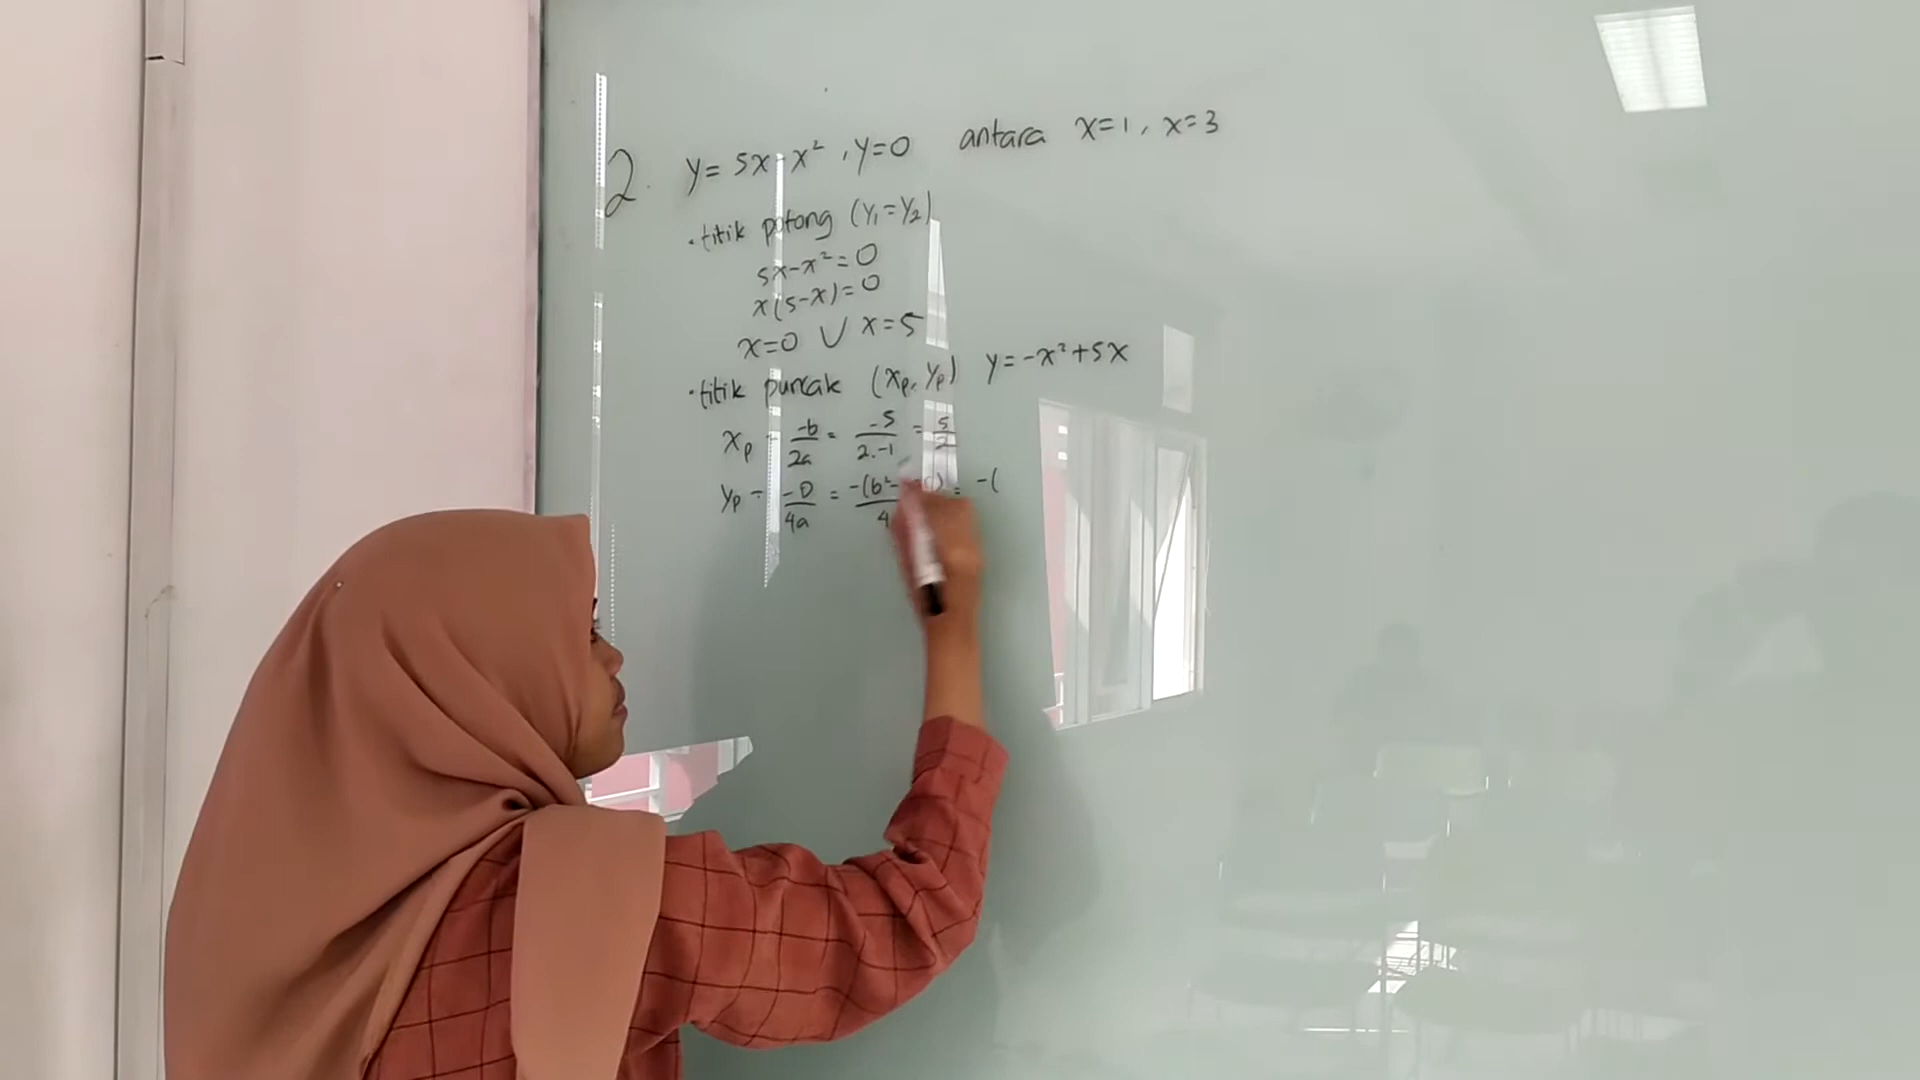 2. y = 5x - x² , y=0 antara x=1, x=3
• titik potong (y₁=y₂)
5x-x²=0
x(5-x)=0
x=0 ∨ x=5
• titik puncak (xₚ, yₚ) y = -x²+5x
xₚ = -b/2a = -5/2.-1 = 5/2
yₚ = -D/4a = -(b²- ) = -(